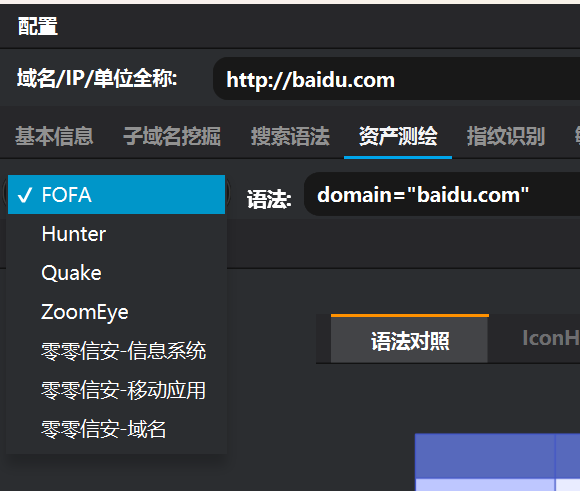 配置
域名/IP/单位全称: http://baidu.com
基本信息 子域名挖掘 搜索语法 资产测绘 指纹识别
✓ FOFA 语法: domain="baidu.com"
Hunter
Quake
ZoomEye
零零信安-信息系统
语法对照 IconH
零零信安-移动应用
零零信安-域名